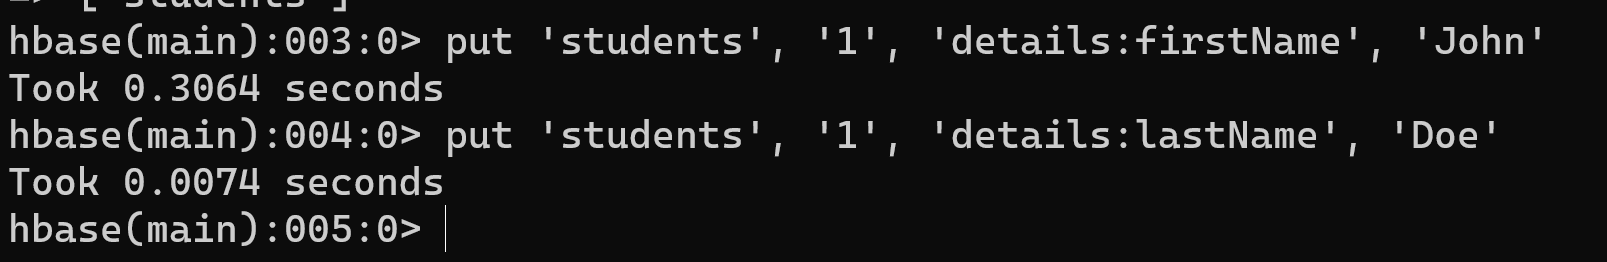 => ["students"]
hbase(main):003:0> put 'students', '1', 'details:firstName', 'John'
Took 0.3064 seconds
hbase(main):004:0> put 'students', '1', 'details:lastName', 'Doe'
Took 0.0074 seconds
hbase(main):005:0>